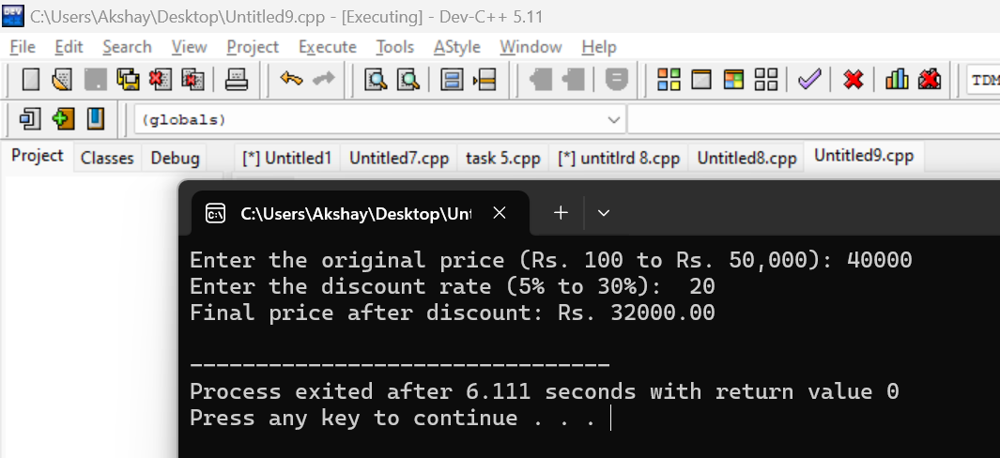 C:\Users\Akshay\Desktop\Untitled9.cpp - [Executing] - Dev-C++ 5.11
File Edit Search View Project Execute Tools AStyle Window Help
TDM
(globals)
Project Classes Debug [*] Untitled1 Untitled7.cpp task 5.cpp [*] untitlrd 8.cpp Untitled8.cpp Untitled9.cpp
C:\Users\Akshay\Desktop\Unt
Enter the original price (Rs. 100 to Rs. 50,000): 40000
Enter the discount rate (5% to 30%):  20
Final price after discount: Rs. 32000.00
--------------------------------
Process exited after 6.111 seconds with return value 0
Press any key to continue . . .